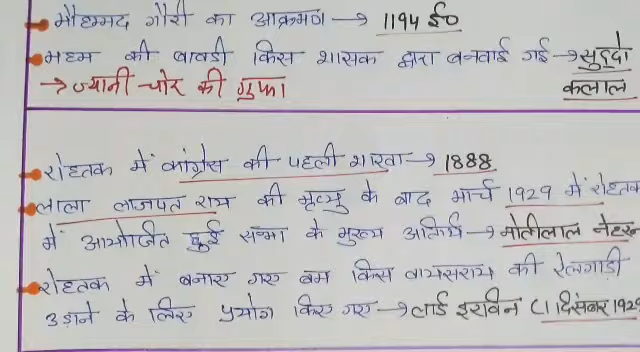 मोहम्मद गौरी का आक्रमण → 1194 ई०
महम की बावडी किस शासक द्वारा बनवाई गई → सुद्दो
→ ज्यानी चोर की गुफा कलाल
रोहतक में कांग्रेस की पहली शाखा → 1888
लाला लाजपत राय की मृत्यु के बाद मार्च 1929 में रोहतक
में आयोजित हुई सभा के मुख्य अतिथि → मोतीलाल नेहरू
रोहतक में बनाए गए बम किस वायसराय की रेलगाडी
उडाने के लिए प्रयोग किए गए → लार्ड इरविन (1 दिसंबर 1929